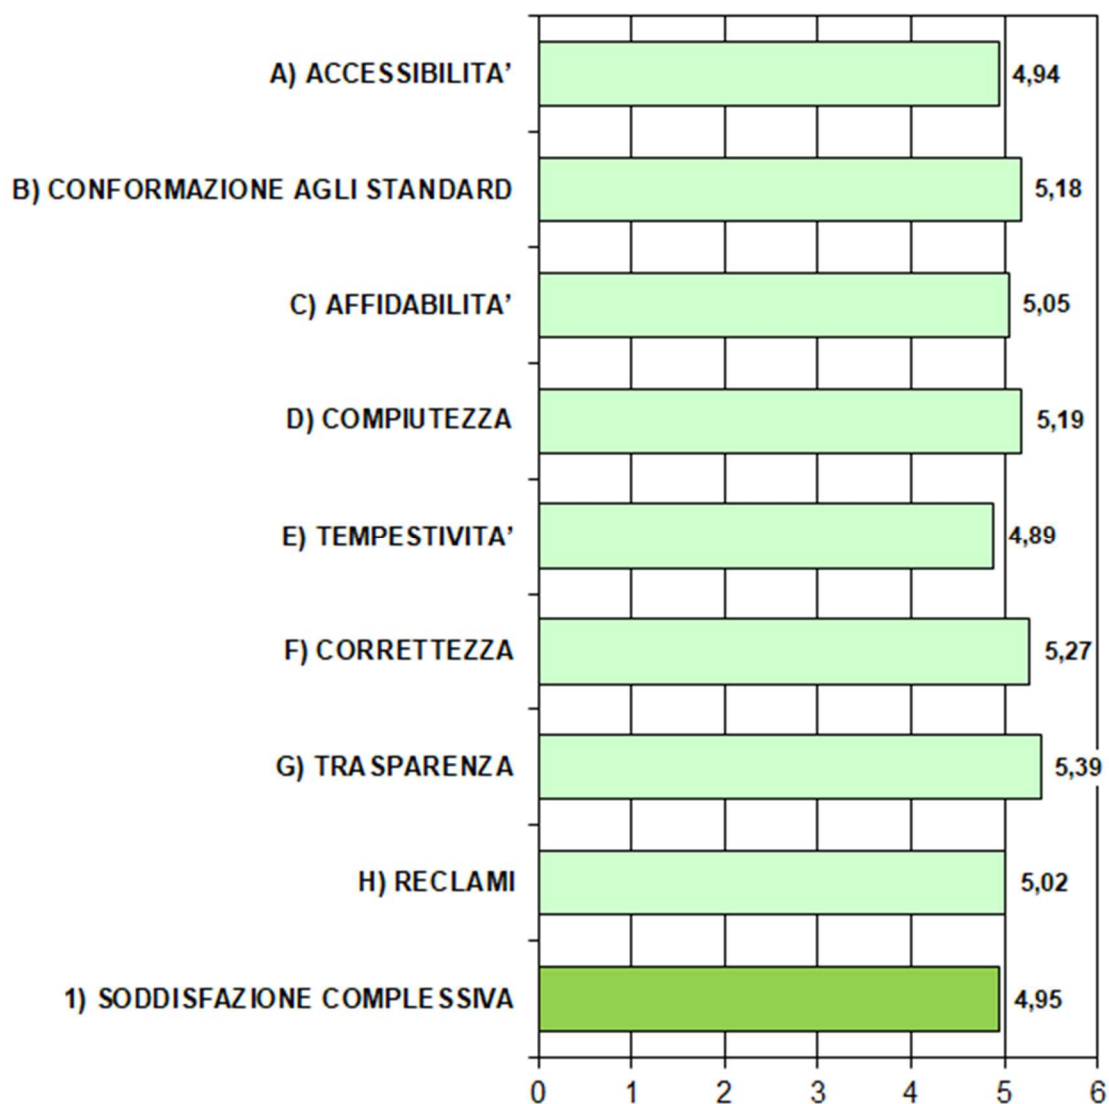 A) ACCESSIBILITA’ 4,94
B) CONFORMAZIONE AGLI STANDARD 5,18
C) AFFIDABILITA’ 5,05
D) COMPIUTEZZA 5,19
E) TEMPESTIVITA’ 4,89
F) CORRETTEZZA 5,27
G) TRASPARENZA 5,39
H) RECLAMI 5,02
1) SODDISFAZIONE COMPLESSIVA 4,95
0 1 2 3 4 5 6